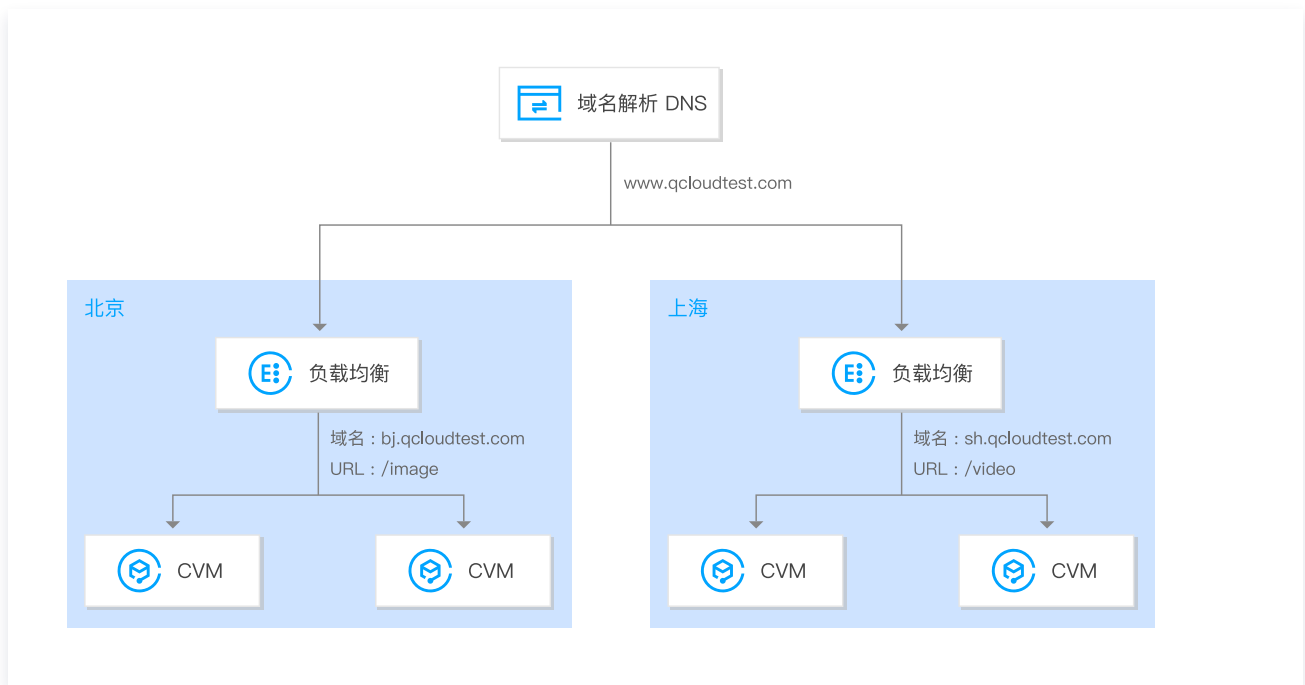 域名解析 DNS
www.qcloudtest.com
北京
负载均衡
域名：bj.qcloudtest.com
URL：/image
CVM
CVM
上海
负载均衡
域名：sh.qcloudtest.com
URL：/video
CVM
CVM